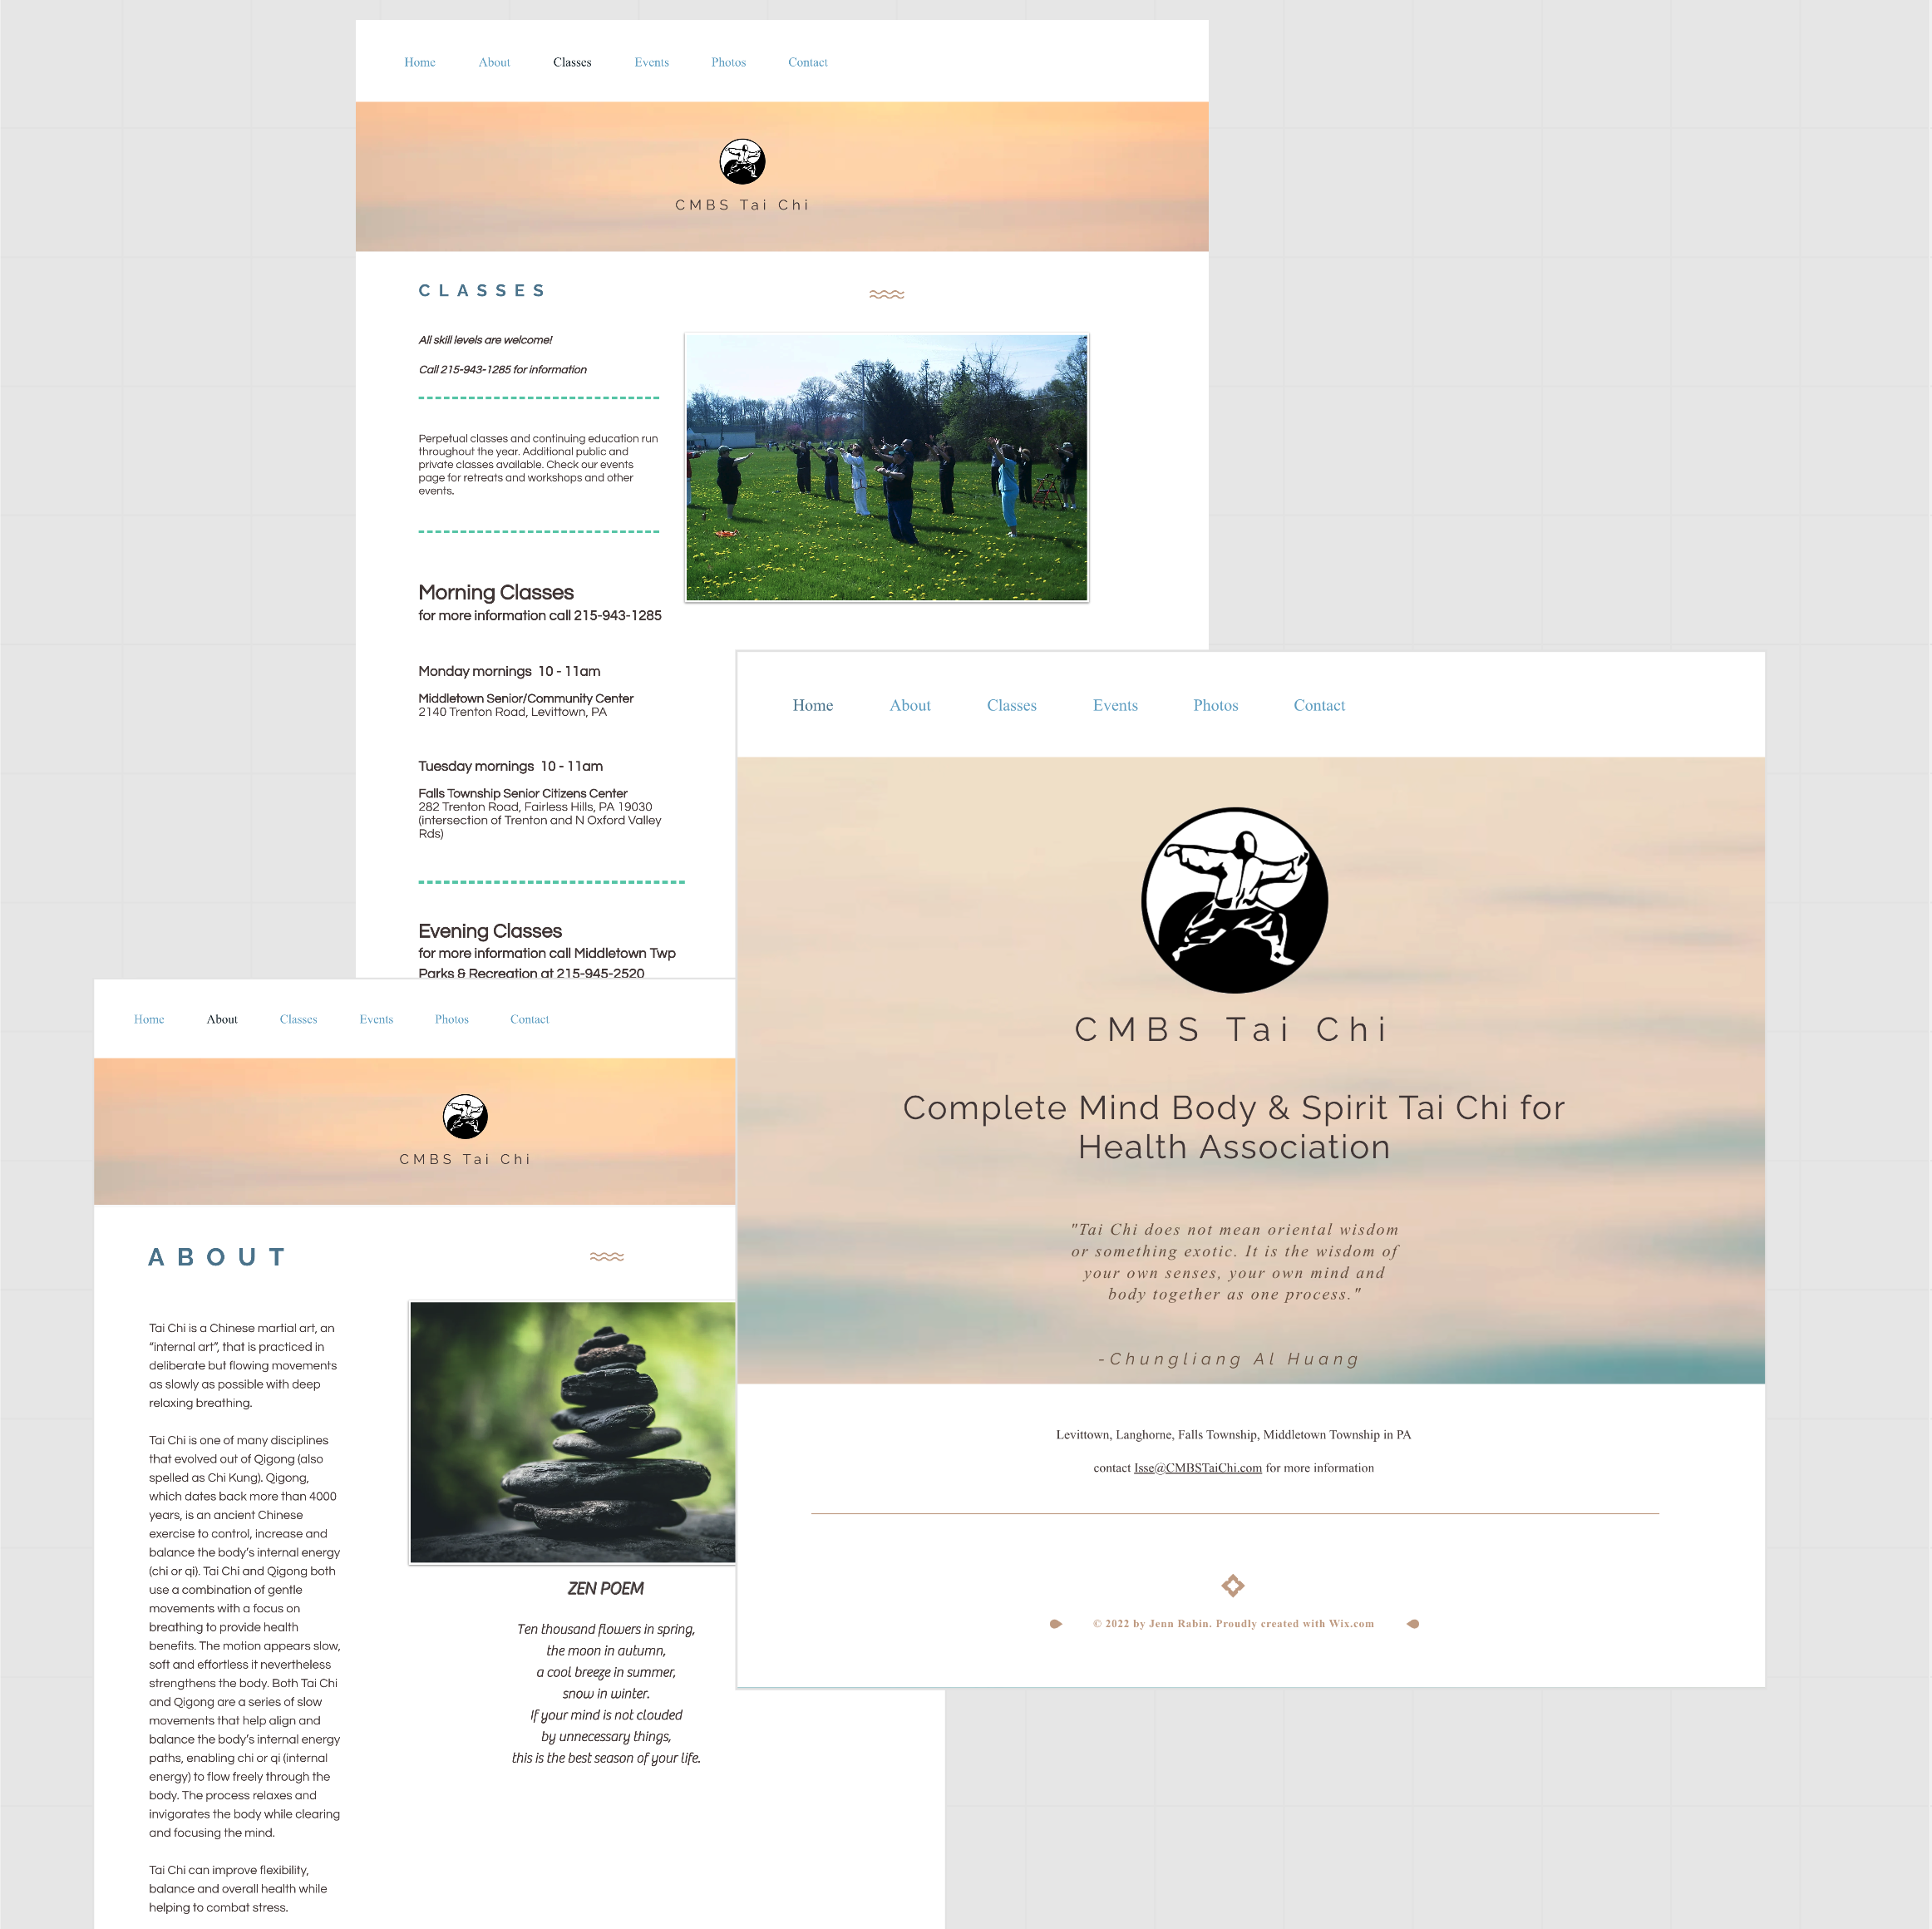 Home About Classes Events Photos Contact
CMBS Tai Chi
CLASSES
All skill levels are welcome!
Call 215-943-1285 for information
Perpetual classes and continuing education run
throughout the year. Additional public and
private classes available. Check our events
page for retreats and workshops and other
events.
Morning Classes
for more information call 215-943-1285
Monday mornings  10 - 11am
Middletown Senior/Community Center
2140 Trenton Road, Levittown, PA
Tuesday mornings  10 - 11am
Falls Township Senior Citizens Center
282 Trenton Road, Fairless Hills, PA 19030
(intersection of Trenton and N Oxford Valley
Rds)
Evening Classes
for more information call Middletown Twp
Parks & Recreation at 215-945-2520
Home About Classes Events Photos Contact
CMBS Tai Chi
Complete Mind Body & Spirit Tai Chi for
Health Association
"Tai Chi does not mean oriental wisdom
or something exotic. It is the wisdom of
your own senses, your own mind and
body together as one process."
-Chungliang Al Huang
Levittown, Langhorne, Falls Township, Middletown Township in PA
contact Isse@CMBSTaiChi.com for more information
© 2022 by Jenn Rabin. Proudly created with Wix.com
Home About Classes Events Photos Contact
CMBS Tai Chi
ABOUT
Tai Chi is a Chinese martial art, an
“internal art”, that is practiced in
deliberate but flowing movements
as slowly as possible with deep
relaxing breathing.
Tai Chi is one of many disciplines
that evolved out of Qigong (also
spelled as Chi Kung). Qigong,
which dates back more than 4000
years, is an ancient Chinese
exercise to control, increase and
balance the body’s internal energy
(chi or qi). Tai Chi and Qigong both
use a combination of gentle
movements with a focus on
breathing to provide health
benefits. The motion appears slow,
soft and effortless it nevertheless
strengthens the body. Both Tai Chi
and Qigong are a series of slow
movements that help align and
balance the body’s internal energy
paths, enabling chi or qi (internal
energy) to flow freely through the
body. The process relaxes and
invigorates the body while clearing
and focusing the mind.
Tai Chi can improve flexibility,
balance and overall health while
helping to combat stress.
ZEN POEM
Ten thousand flowers in spring,
the moon in autumn,
a cool breeze in summer,
snow in winter.
If your mind is not clouded
by unnecessary things,
this is the best season of your life.